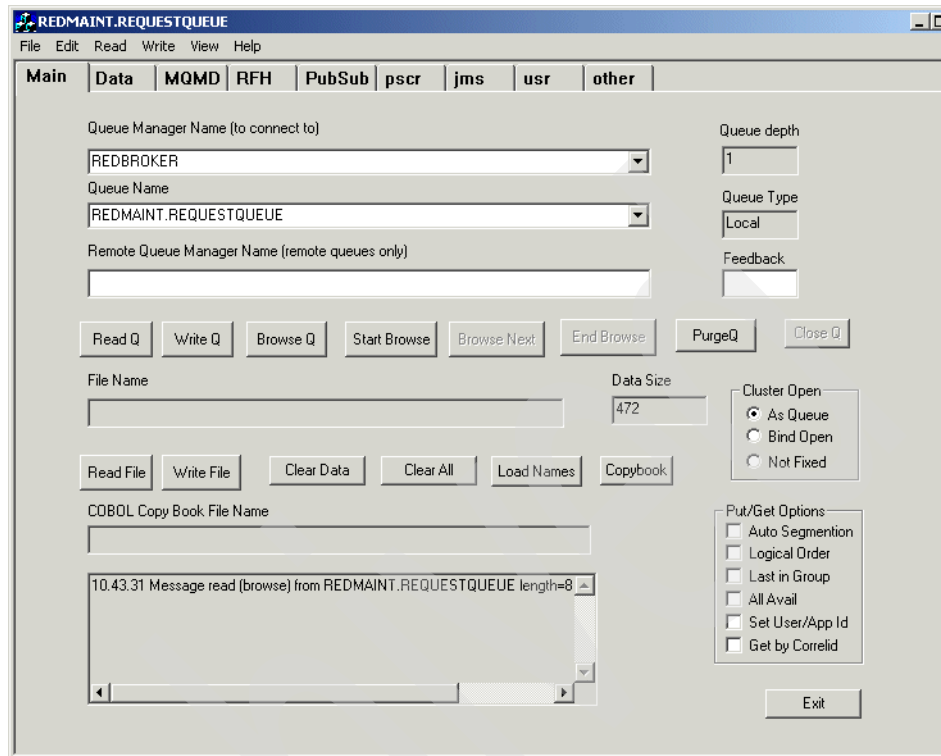 REDMAINT.REQUESTQUEUE
File Edit Read Write View Help
Main Data MQMD RFH PubSub pscr jms usr other
Queue Manager Name (to connect to)
Queue depth
REDBROKER
1
Queue Name
Queue Type
REDMAINT.REQUESTQUEUE
Local
Remote Queue Manager Name (remote queues only)
Feedback
Read Q Write Q Browse Q Start Browse Browse Next End Browse PurgeQ Close Q
File Name
Data Size
472
Cluster Open
As Queue
Bind Open
Not Fixed
Read File Write File Clear Data Clear All Load Names Copybook
COBOL Copy Book File Name
Put/Get Options
Auto Segmention
Logical Order
Last in Group
All Avail
Set User/App Id
Get by Correlid
10.43.31 Message read (browse) from REDMAINT.REQUESTQUEUE length=8
Exit